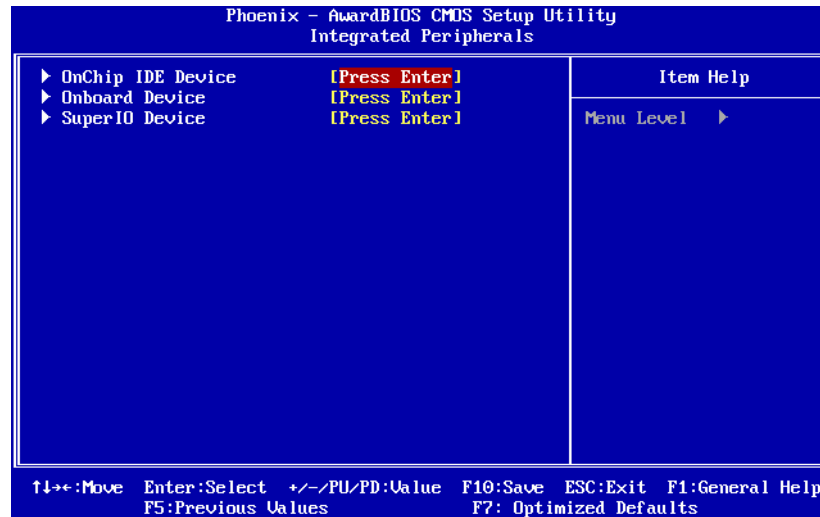 Phoenix - AwardBIOS CMOS Setup Utility
Integrated Peripherals
▶ OnChip IDE Device [Press Enter]
▶ Onboard Device [Press Enter]
▶ SuperIO Device [Press Enter]
Item Help
Menu Level ▶
↑↓→←:Move Enter:Select +/-/PU/PD:Value F10:Save ESC:Exit F1:General Help
F5:Previous Values F7: Optimized Defaults